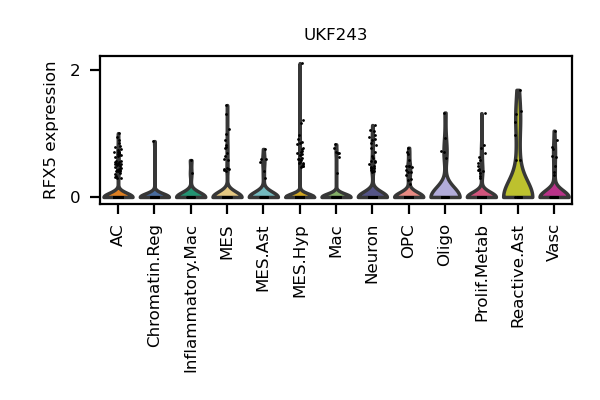 UKF243
RFX5 expression
2
0
AC
Chromatin.Reg
Inflammatory.Mac
MES
MES.Ast
MES.Hyp
Mac
Neuron
OPC
Oligo
Prolif.Metab
Reactive.Ast
Vasc